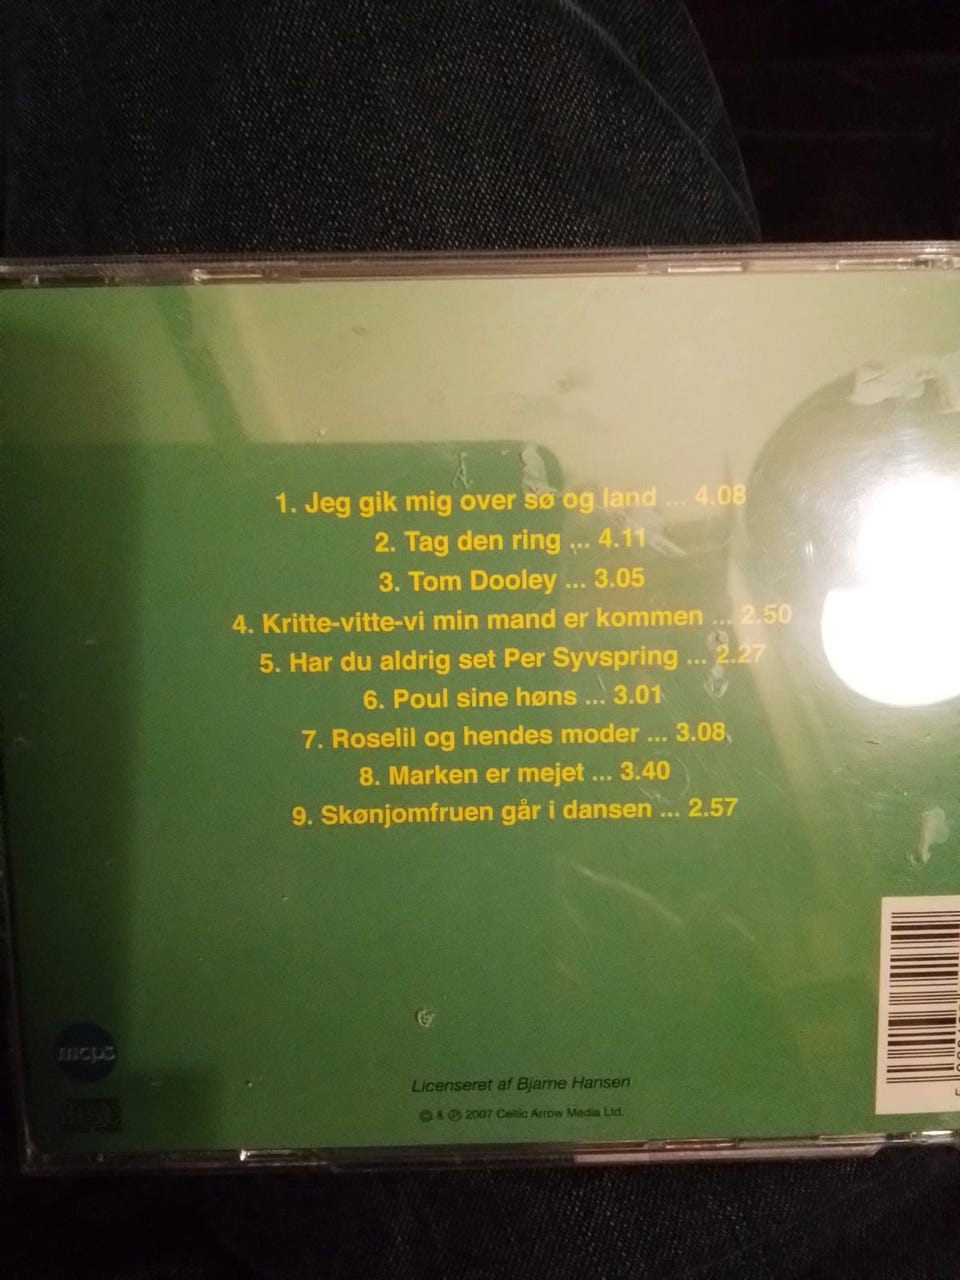 1. Jeg gik mig over sø og land ... 4.08
2. Tag den ring ... 4.11
3. Tom Dooley ... 3.05
4. Kritte-vitte-vi min mand er kommen ... 2.50
5. Har du aldrig set Per Syvspring ... 2.27
6. Poul sine høns ... 3.01
7. Roselil og hendes moder ... 3.08
8. Marken er mejet ... 3.40
9. Skønjomfruen går i dansen ... 2.57
mcps
Licenseret af Bjarne Hansen
© & ℗ 2007 Celtic Arrow Media Ltd.